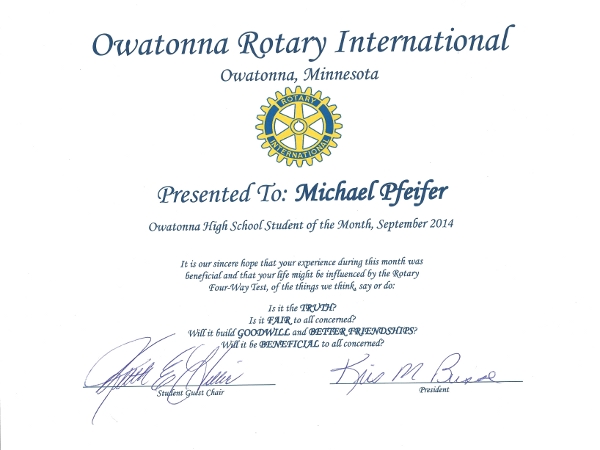 Owatonna Rotary International
Owatonna, Minnesota
ROTARY
INTERNATIONAL
Presented To: Michael Pfeifer
Owatonna High School Student of the Month, September 2014
It is our sincere hope that your experience during this month was
beneficial and that your life might be influenced by the Rotary
Four-Way Test, of the things we think, say or do:
Is it the TRUTH?
Is it FAIR to all concerned?
Will it build GOODWILL and BETTER FRIENDSHIPS?
Will it be BENEFICIAL to all concerned?
Kris M
Student Guest Chair
President